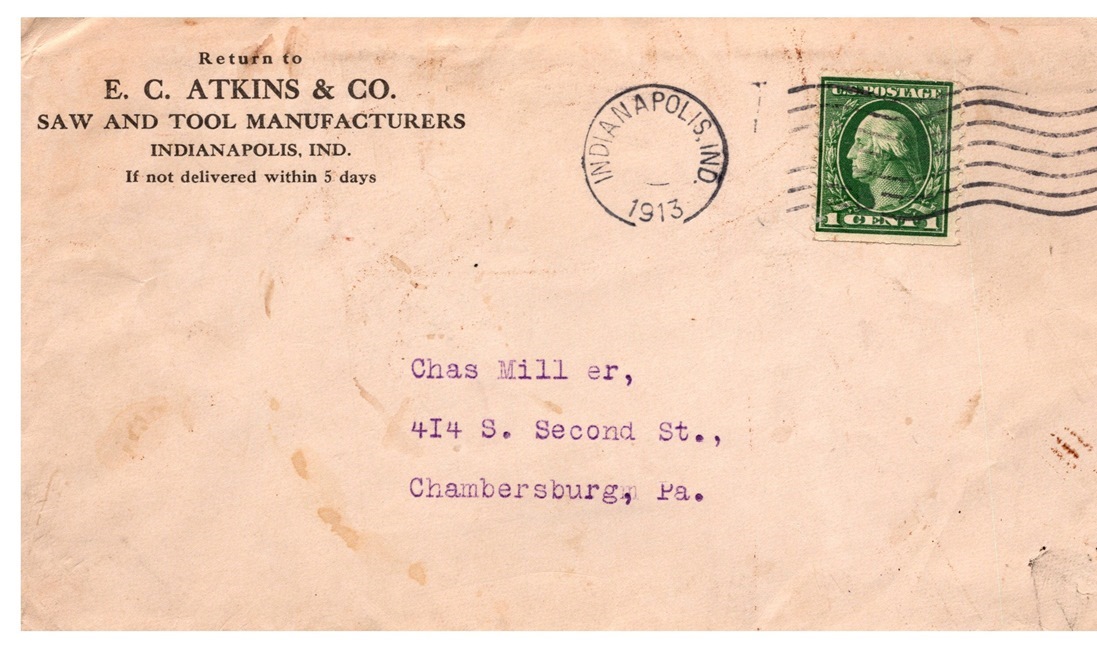 Return to
E. C. ATKINS & CO.
SAW AND TOOL MANUFACTURERS
INDIANAPOLIS, IND.
If not delivered within 5 days
INDIANAPOLIS, IND.
1913
U.S. POSTAGE
1 CENT 1
Chas Mill er,
414 S. Second St.,
Chambersburg, Pa.